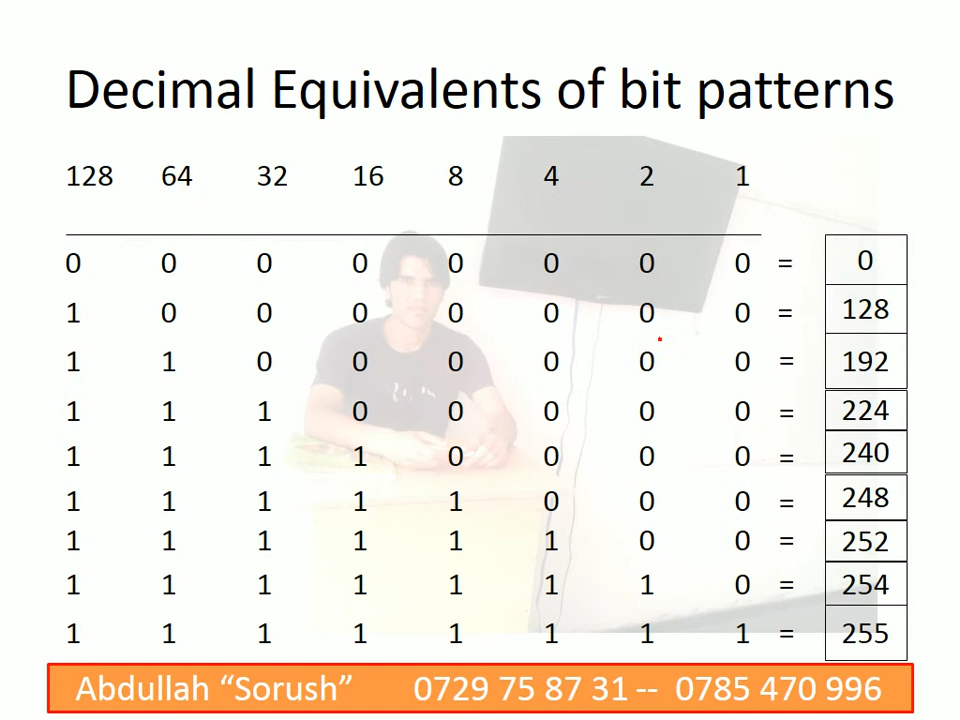 Decimal Equivalents of bit patterns
128 64 32 16 8 4 2 1
0 0 0 0 0 0 0 0 = 0
1 0 0 0 0 0 0 0 = 128
1 1 0 0 0 0 0 0 = 192
1 1 1 0 0 0 0 0 = 224
1 1 1 1 0 0 0 0 = 240
1 1 1 1 1 0 0 0 = 248
1 1 1 1 1 1 0 0 = 252
1 1 1 1 1 1 1 0 = 254
1 1 1 1 1 1 1 1 = 255
Abdullah “Sorush” 0729 75 87 31 -- 0785 470 996